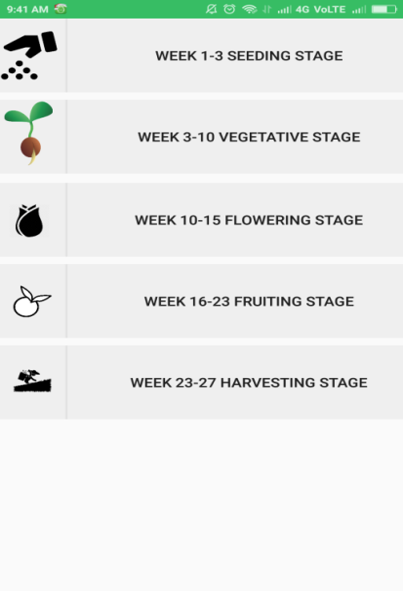 9:41 AM 4G VoLTE
WEEK 1-3 SEEDING STAGE
WEEK 3-10 VEGETATIVE STAGE
WEEK 10-15 FLOWERING STAGE
WEEK 16-23 FRUITING STAGE
WEEK 23-27 HARVESTING STAGE